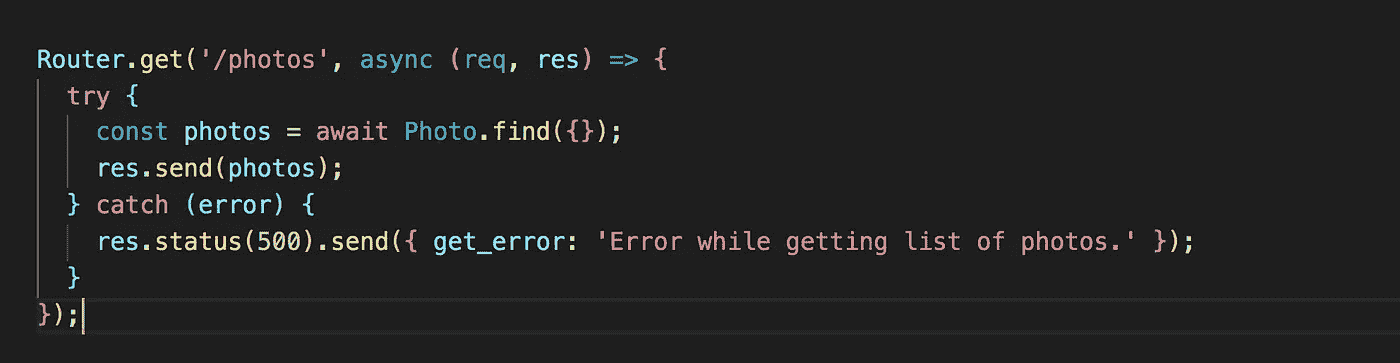 Router.get('/photos', async (req, res) => {
  try {
    const photos = await Photo.find({});
    res.send(photos);
  } catch (error) {
    res.status(500).send({ get_error: 'Error while getting list of photos.' });
  }
});